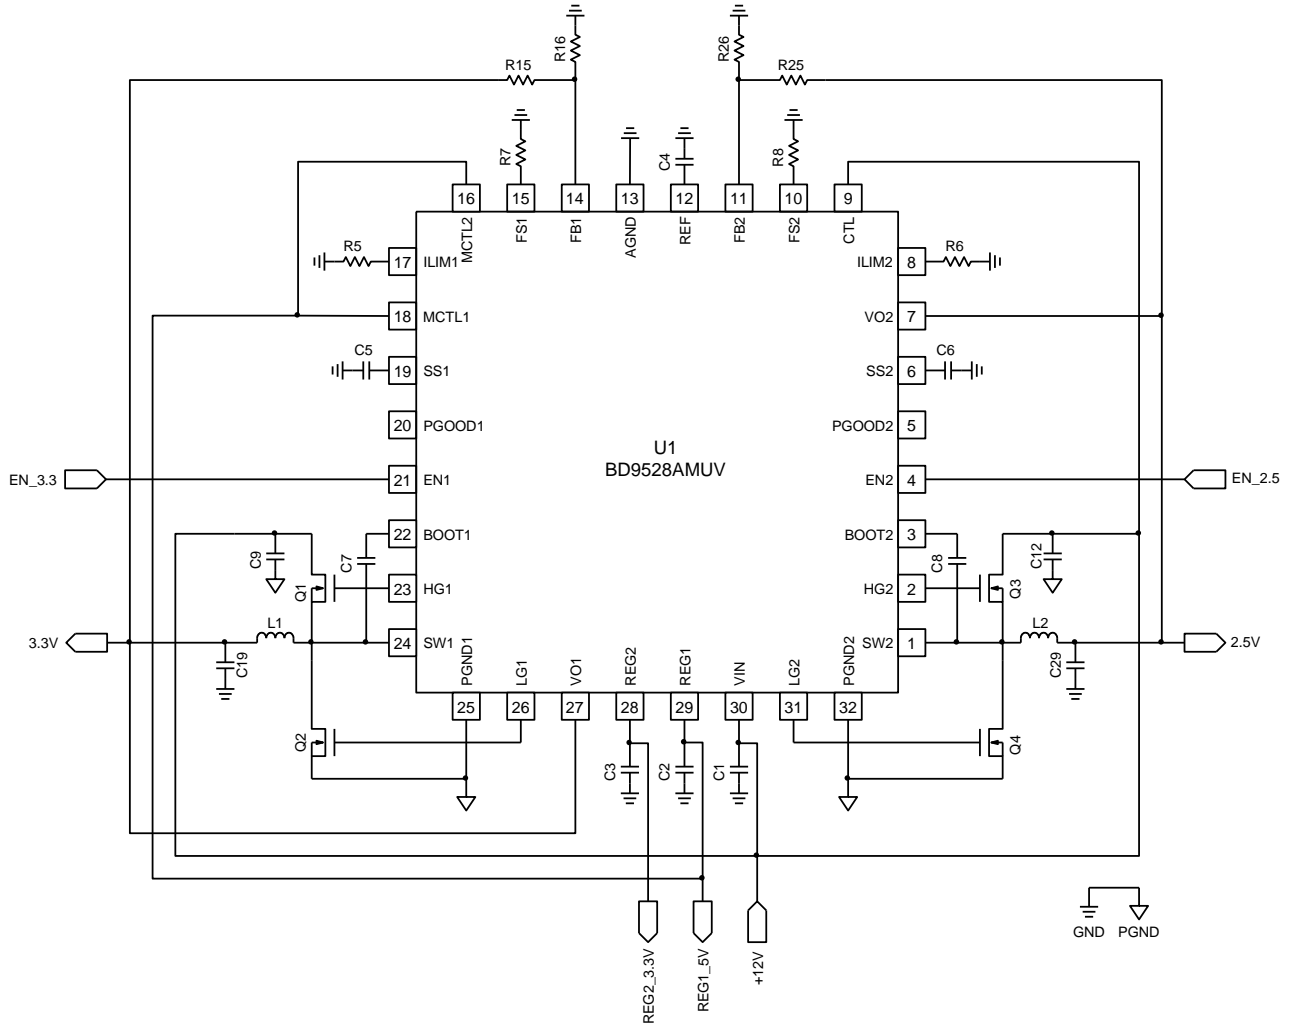 R16
R26
R15
R25
R7
C4
R8
16
15
14
13
12
11
10
9
MCTL2
FS1
FB1
AGND
REF
FB2
FS2
CTL
R5
17
ILIM1
ILIM2
8
R6
18
MCTL1
VO2
7
C5
19
SS1
SS2
6
C6
20
PGOOD1
PGOOD2
5
U1
BD9528AMUV
EN_3.3
21
EN1
EN2
4
EN_2.5
22
BOOT1
BOOT2
3
C9
C7
C8
C12
Q1
23
HG1
HG2
2
Q3
3.3V
L1
24
SW1
SW2
1
L2
2.5V
C19
C29
PGND1
LG1
VO1
REG2
REG1
VIN
LG2
PGND2
25
26
27
28
29
30
31
32
Q2
Q4
C3
C2
C1
GND
PGND
REG2_3.3V
REG1_5V
+12V